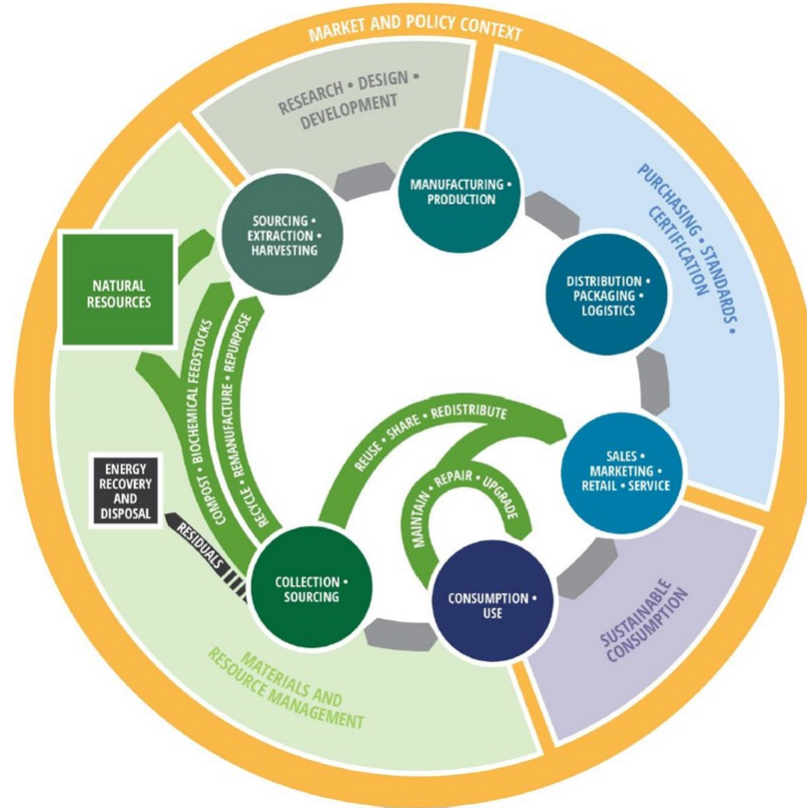 MARKET AND POLICY CONTEXT
RESEARCH • DESIGN •
DEVELOPMENT
PURCHASING • STANDARDS •
CERTIFICATION
MANUFACTURING •
PRODUCTION
SOURCING •
EXTRACTION •
HARVESTING
NATURAL
RESOURCES
DISTRIBUTION •
PACKAGING •
LOGISTICS
COMPOST • BIOCHEMICAL FEEDSTOCKS
RECYCLE • REMANUFACTURE • REPURPOSE
REUSE • SHARE • REDISTRIBUTE
MAINTAIN • REPAIR • UPGRADE
SALES •
MARKETING •
RETAIL • SERVICE
ENERGY
RECOVERY
AND
DISPOSAL
RESIDUALS
COLLECTION •
SOURCING
CONSUMPTION •
USE
SUSTAINABLE
CONSUMPTION
MATERIALS AND
RESOURCE MANAGEMENT